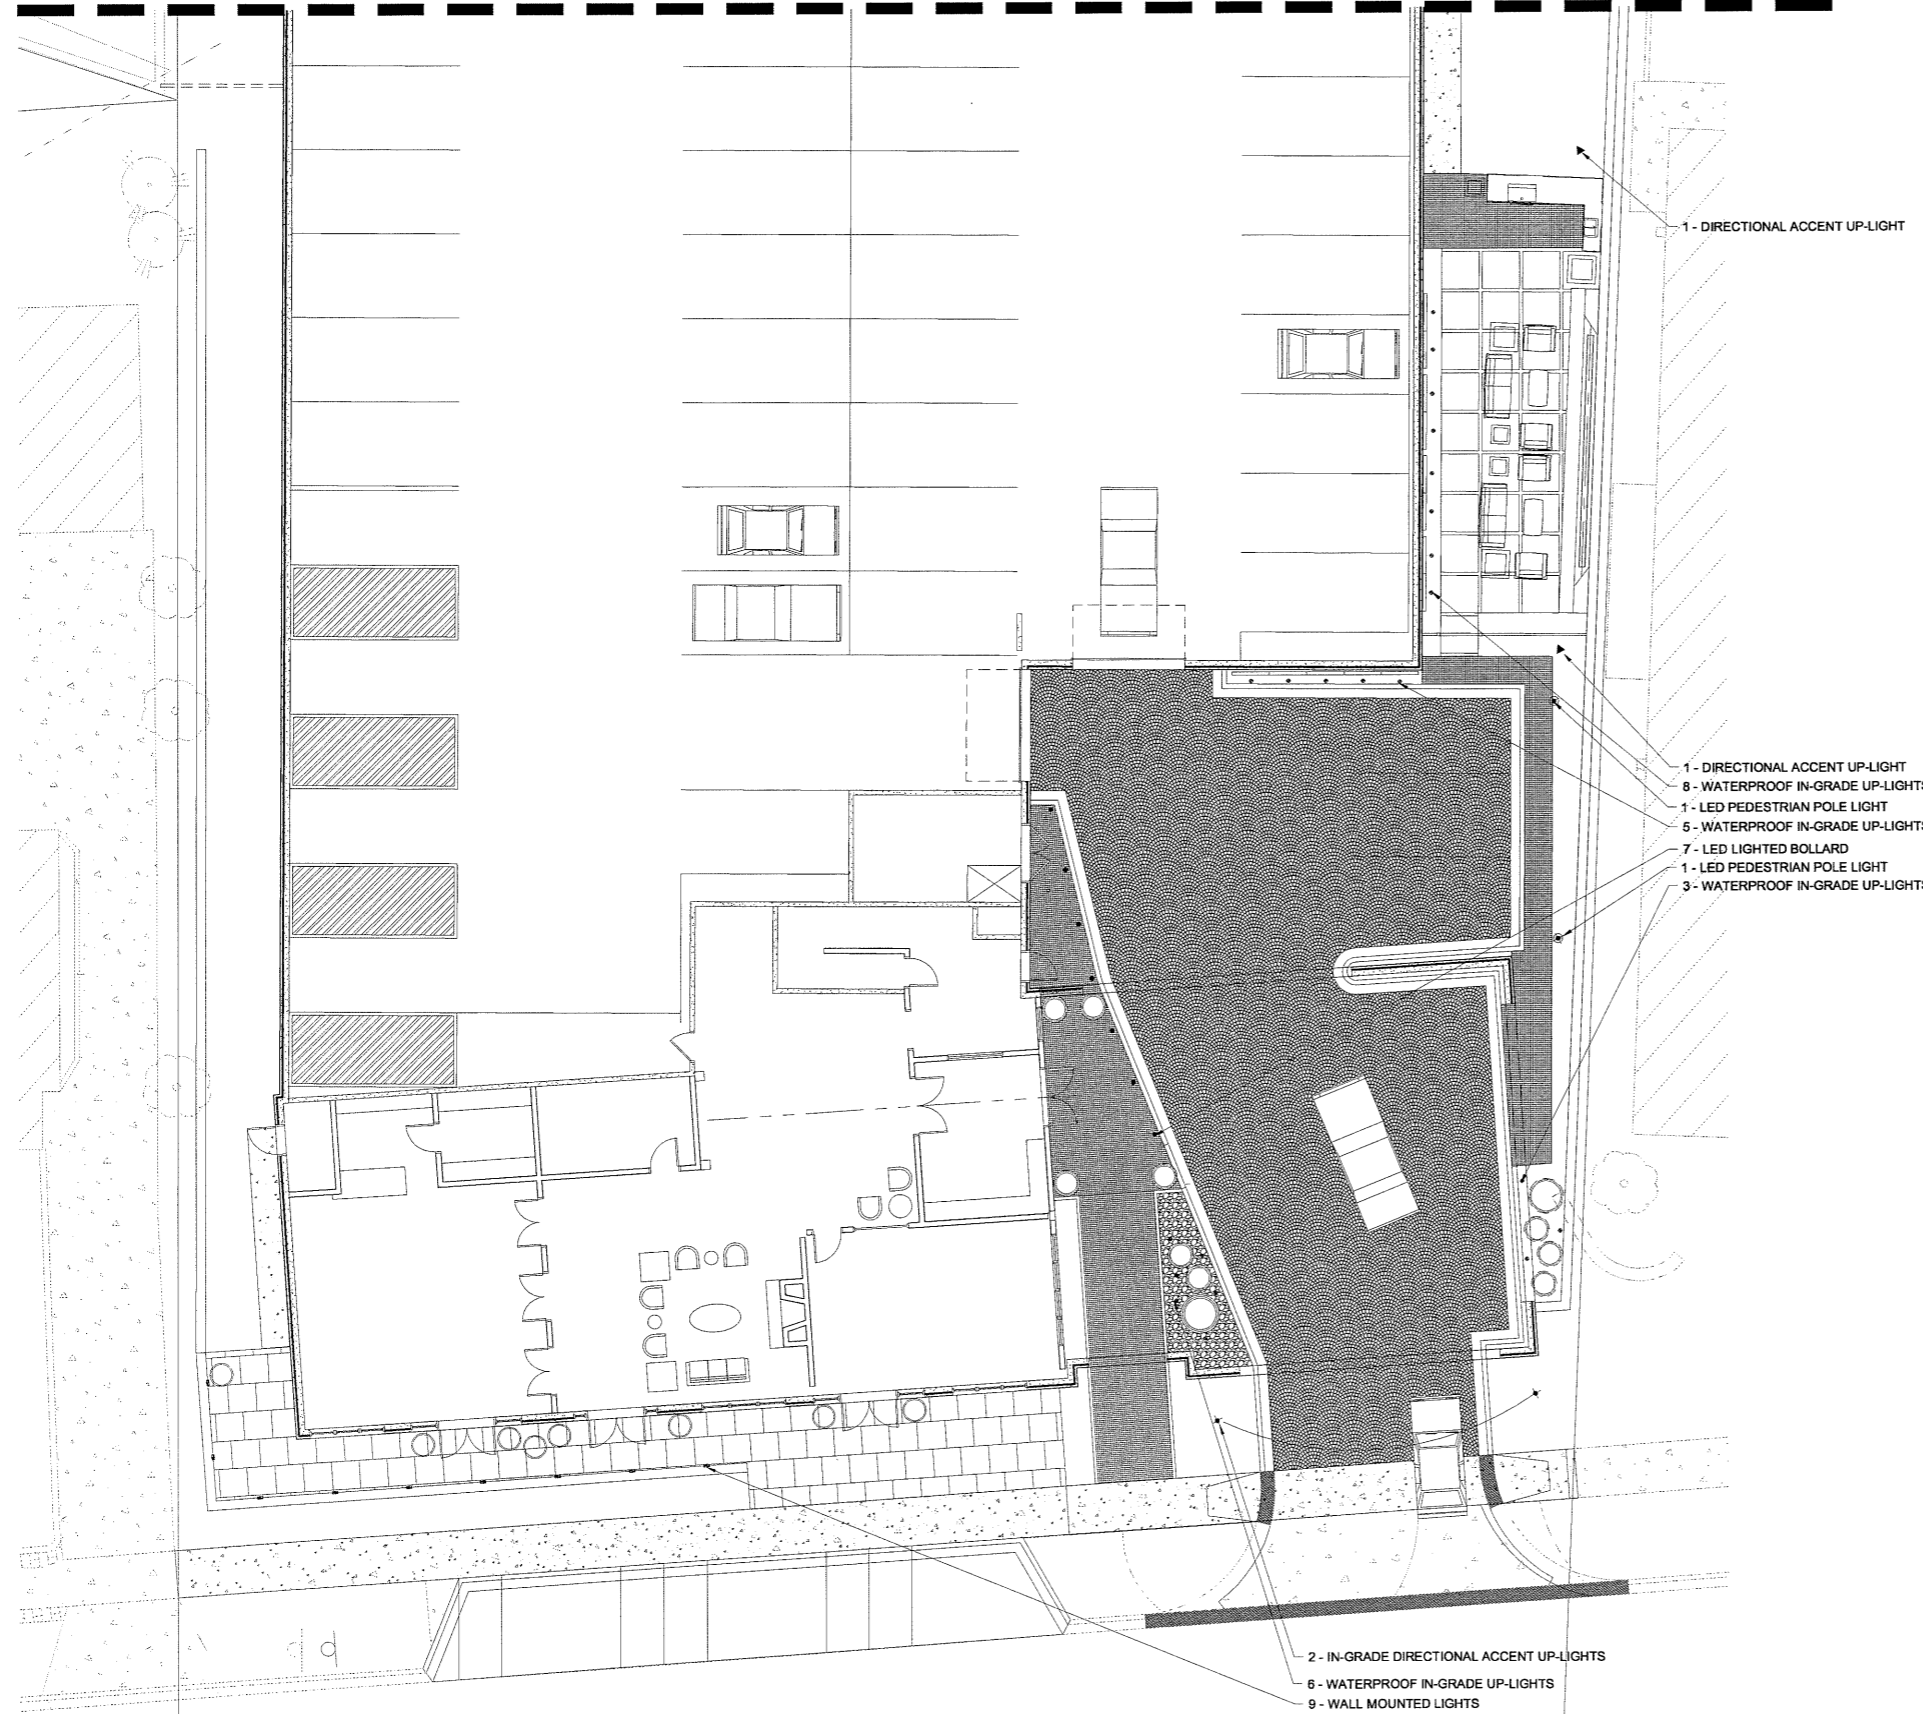 1 - DIRECTIONAL ACCENT UP-LIGHT
1 - DIRECTIONAL ACCENT UP-LIGHT
8 - WATERPROOF IN-GRADE UP-LIGHTS
1 - LED PEDESTRIAN POLE LIGHT
5 - WATERPROOF IN-GRADE UP-LIGHTS
7 - LED LIGHTED BOLLARD
1 - LED PEDESTRIAN POLE LIGHT
3 - WATERPROOF IN-GRADE UP-LIGHTS
2 - IN-GRADE DIRECTIONAL ACCENT UP-LIGHTS
6 - WATERPROOF IN-GRADE UP-LIGHTS
9 - WALL MOUNTED LIGHTS